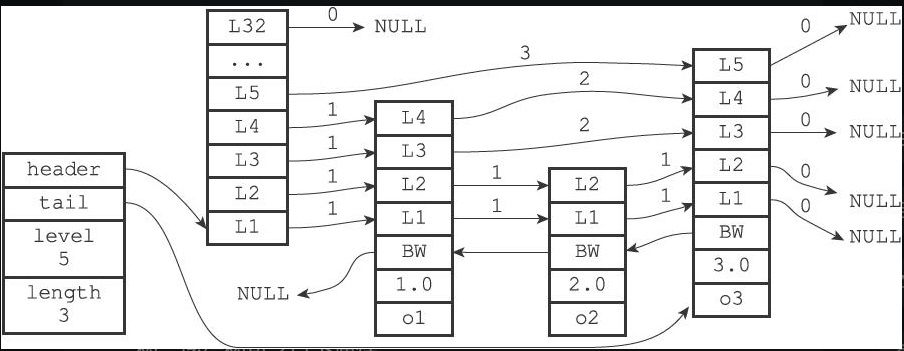 header
tail
level
5
length
3
L32
...
L5
L4
L3
L2
L1
0
NULL
3
1
1
1
1
NULL
L4
L3
L2
L1
BW
1.0
o1
2
2
1
1
L2
L1
BW
2.0
o2
1
1
L5
L4
L3
L2
L1
BW
3.0
o3
0
NULL
0
NULL
0
NULL
0
NULL
0
NULL